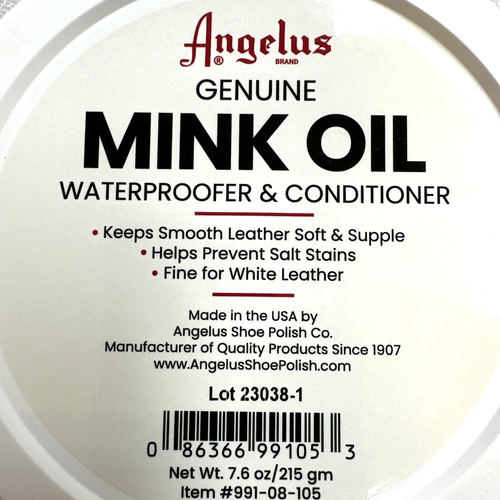 Angelus
® BRAND
GENUINE
MINK OIL
WATERPROOFER & CONDITIONER
• Keeps Smooth Leather Soft & Supple
• Helps Prevent Salt Stains
• Fine for White Leather
Made in the USA by
Angelus Shoe Polish Co.
Manufacturer of Quality Products Since 1907
www.AngelusShoePolish.com
Lot 23038-1
0 86366 99105 3
Net Wt. 7.6 oz/215 gm
Item #991-08-105